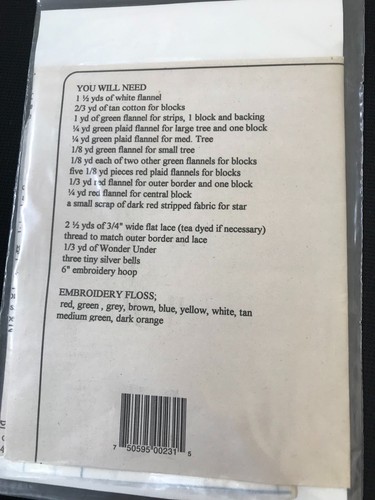 YOU WILL NEED
1 ½ yds of white flannel
2/3 yd of tan cotton for blocks
1 yd of green flannel for strips, 1 block and backing
¼ yd green plaid flannel for large tree and one block
¼ yd green plaid flannel for med. Tree
1/8 yd green flannel for small tree
1/8 yd each of two other green flannels for blocks
five 1/8 yd pieces red plaid flannels for blocks
1/3 yd red flannel for outer border and one block
¼ yd red flannel for central block
a small scrap of dark red stripped fabric for star
2 ½ yds of 3/4" wide flat lace (tea dyed if necessary)
thread to match outer border and lace
1/3 yd of Wonder Under
three tiny silver bells
6" embroidery hoop
EMBROIDERY FLOSS;
red, green , grey, brown, blue, yellow, white, tan
medium green, dark orange
7 50595 00231 5